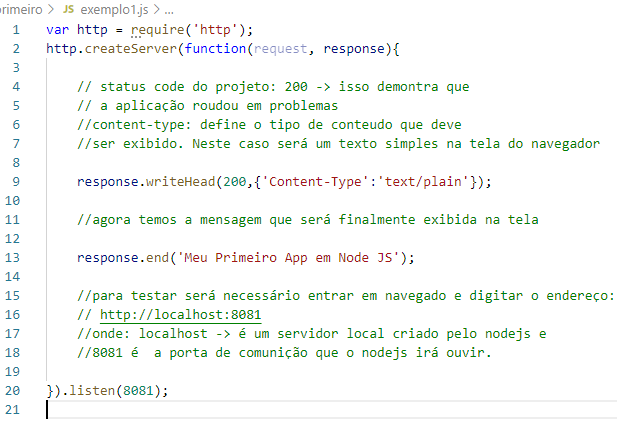 rimeiro > JS exemplo1.js > ...
1 var http = require('http');
2 http.createServer(function(request, response){
3
4 // status code do projeto: 200 -> isso demontra que
5 // a aplicação roudou em problemas
6 //content-type: define o tipo de conteudo que deve
7 //ser exibido. Neste caso será um texto simples na tela do navegador
8
9 response.writeHead(200,{'Content-Type':'text/plain'});
10
11 //agora temos a mensagem que será finalmente exibida na tela
12
13 response.end('Meu Primeiro App em Node JS');
14
15 //para testar será necessário entrar em navegado e digitar o endereço:
16 // http://localhost:8081
17 //onde: localhost -> é um servidor local criado pelo nodejs e
18 //8081 é  a porta de comunição que o nodejs irá ouvir.
19
20 }).listen(8081);
21